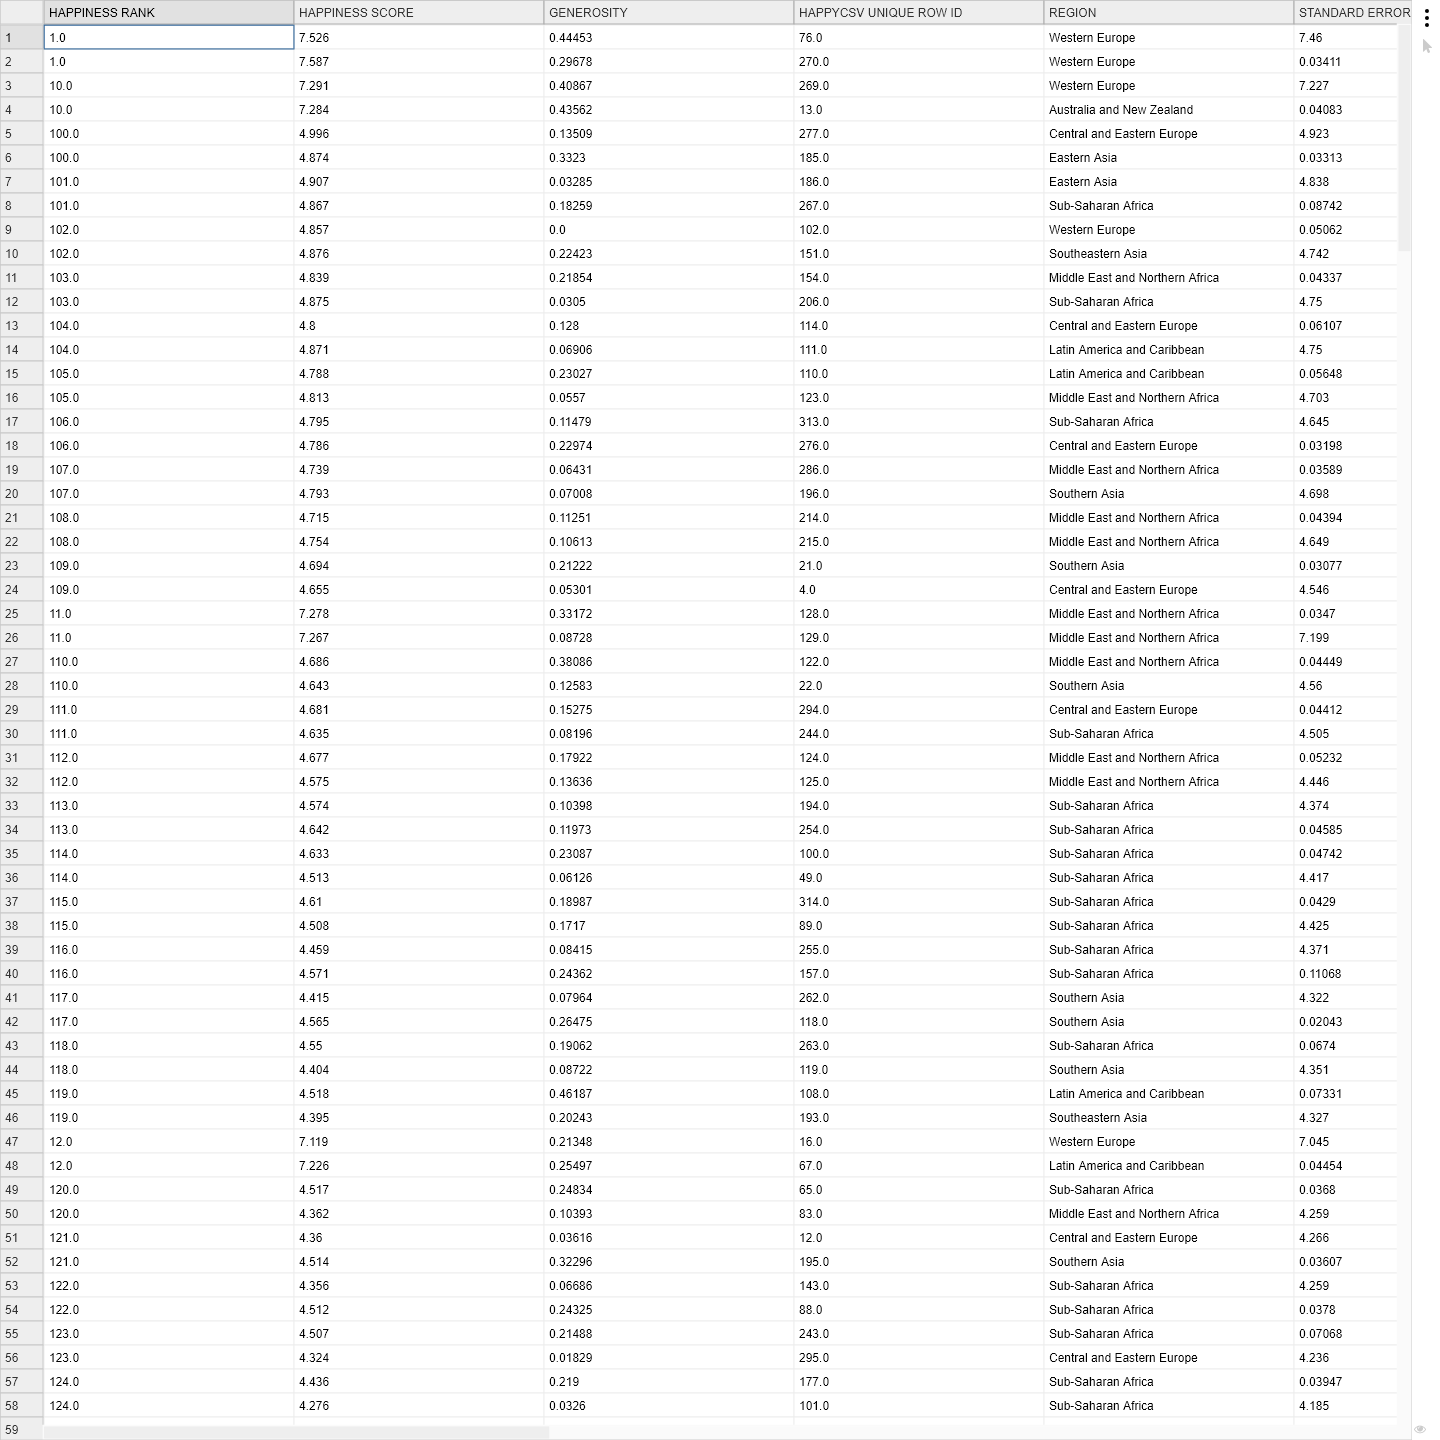 HAPPINESS RANK HAPPINESS SCORE GENEROSITY HAPPYCSV UNIQUE ROW ID REGION STANDARD ERROR
1 1.0 7.526 0.44453 76.0 Western Europe 7.46
2 1.0 7.587 0.29678 270.0 Western Europe 0.03411
3 10.0 7.291 0.40867 269.0 Western Europe 7.227
4 10.0 7.284 0.43562 13.0 Australia and New Zealand 0.04083
5 100.0 4.996 0.13509 277.0 Central and Eastern Europe 4.923
6 100.0 4.874 0.3323 185.0 Eastern Asia 0.03313
7 101.0 4.907 0.03285 186.0 Eastern Asia 4.838
8 101.0 4.867 0.18259 267.0 Sub-Saharan Africa 0.08742
9 102.0 4.857 0.0 102.0 Western Europe 0.05062
10 102.0 4.876 0.22423 151.0 Southeastern Asia 4.742
11 103.0 4.839 0.21854 154.0 Middle East and Northern Africa 0.04337
12 103.0 4.875 0.0305 206.0 Sub-Saharan Africa 4.75
13 104.0 4.8 0.128 114.0 Central and Eastern Europe 0.06107
14 104.0 4.871 0.06906 111.0 Latin America and Caribbean 4.75
15 105.0 4.788 0.23027 110.0 Latin America and Caribbean 0.05648
16 105.0 4.813 0.0557 123.0 Middle East and Northern Africa 4.703
17 106.0 4.795 0.11479 313.0 Sub-Saharan Africa 4.645
18 106.0 4.786 0.22974 276.0 Central and Eastern Europe 0.03198
19 107.0 4.739 0.06431 286.0 Middle East and Northern Africa 0.03589
20 107.0 4.793 0.07008 196.0 Southern Asia 4.698
21 108.0 4.715 0.11251 214.0 Middle East and Northern Africa 0.04394
22 108.0 4.754 0.10613 215.0 Middle East and Northern Africa 4.649
23 109.0 4.694 0.21222 21.0 Southern Asia 0.03077
24 109.0 4.655 0.05301 4.0 Central and Eastern Europe 4.546
25 11.0 7.278 0.33172 128.0 Middle East and Northern Africa 0.0347
26 11.0 7.267 0.08728 129.0 Middle East and Northern Africa 7.199
27 110.0 4.686 0.38086 122.0 Middle East and Northern Africa 0.04449
28 110.0 4.643 0.12583 22.0 Southern Asia 4.56
29 111.0 4.681 0.15275 294.0 Central and Eastern Europe 0.04412
30 111.0 4.635 0.08196 244.0 Sub-Saharan Africa 4.505
31 112.0 4.677 0.17922 124.0 Middle East and Northern Africa 0.05232
32 112.0 4.575 0.13636 125.0 Middle East and Northern Africa 4.446
33 113.0 4.574 0.10398 194.0 Sub-Saharan Africa 4.374
34 113.0 4.642 0.11973 254.0 Sub-Saharan Africa 0.04585
35 114.0 4.633 0.23087 100.0 Sub-Saharan Africa 0.04742
36 114.0 4.513 0.06126 49.0 Sub-Saharan Africa 4.417
37 115.0 4.61 0.18987 314.0 Sub-Saharan Africa 0.0429
38 115.0 4.508 0.1717 89.0 Sub-Saharan Africa 4.425
39 116.0 4.459 0.08415 255.0 Sub-Saharan Africa 4.371
40 116.0 4.571 0.24362 157.0 Sub-Saharan Africa 0.11068
41 117.0 4.415 0.07964 262.0 Southern Asia 4.322
42 117.0 4.565 0.26475 118.0 Southern Asia 0.02043
43 118.0 4.55 0.19062 263.0 Sub-Saharan Africa 0.0674
44 118.0 4.404 0.08722 119.0 Southern Asia 4.351
45 119.0 4.518 0.46187 108.0 Latin America and Caribbean 0.07331
46 119.0 4.395 0.20243 193.0 Southeastern Asia 4.327
47 12.0 7.119 0.21348 16.0 Western Europe 7.045
48 12.0 7.226 0.25497 67.0 Latin America and Caribbean 0.04454
49 120.0 4.517 0.24834 65.0 Sub-Saharan Africa 0.0368
50 120.0 4.362 0.10393 83.0 Middle East and Northern Africa 4.259
51 121.0 4.36 0.03616 12.0 Central and Eastern Europe 4.266
52 121.0 4.514 0.32296 195.0 Southern Asia 0.03607
53 122.0 4.356 0.06686 143.0 Sub-Saharan Africa 4.259
54 122.0 4.512 0.24325 88.0 Sub-Saharan Africa 0.0378
55 123.0 4.507 0.21488 243.0 Sub-Saharan Africa 0.07068
56 123.0 4.324 0.01829 295.0 Central and Eastern Europe 4.236
57 124.0 4.436 0.219 177.0 Sub-Saharan Africa 0.03947
58 124.0 4.276 0.0326 101.0 Sub-Saharan Africa 4.185
59